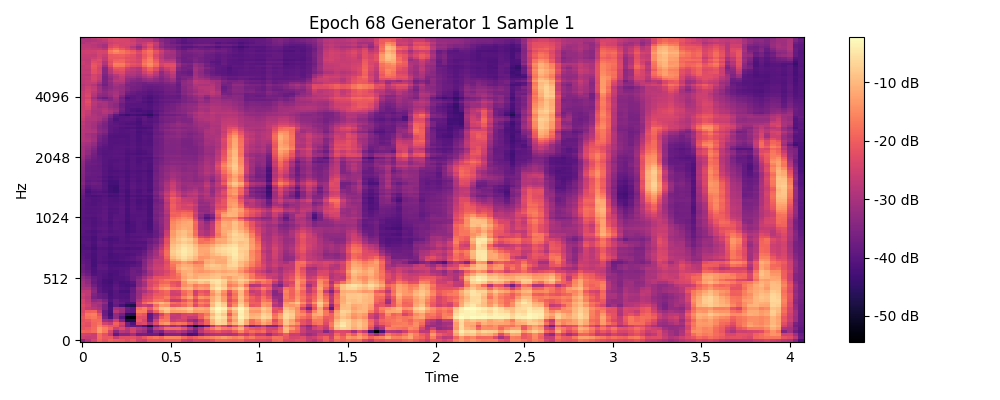 Epoch 68 Generator 1 Sample 1
Hz
4096
2048
1024
512
0
0 0.5 1 1.5 2 2.5 3 3.5 4
Time
-10 dB
-20 dB
-30 dB
-40 dB
-50 dB